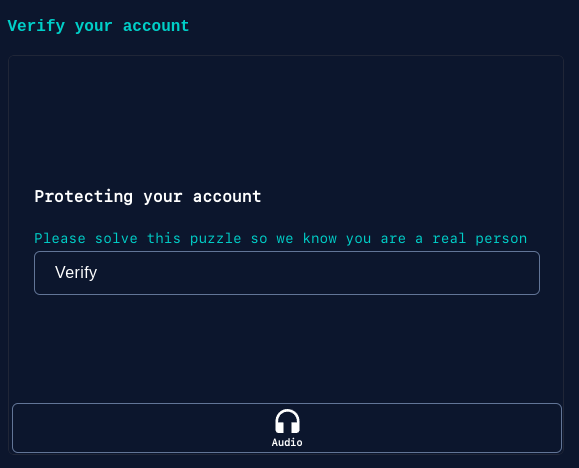 Verify your account
Protecting your account
Please solve this puzzle so we know you are a real person
Verify
Audio